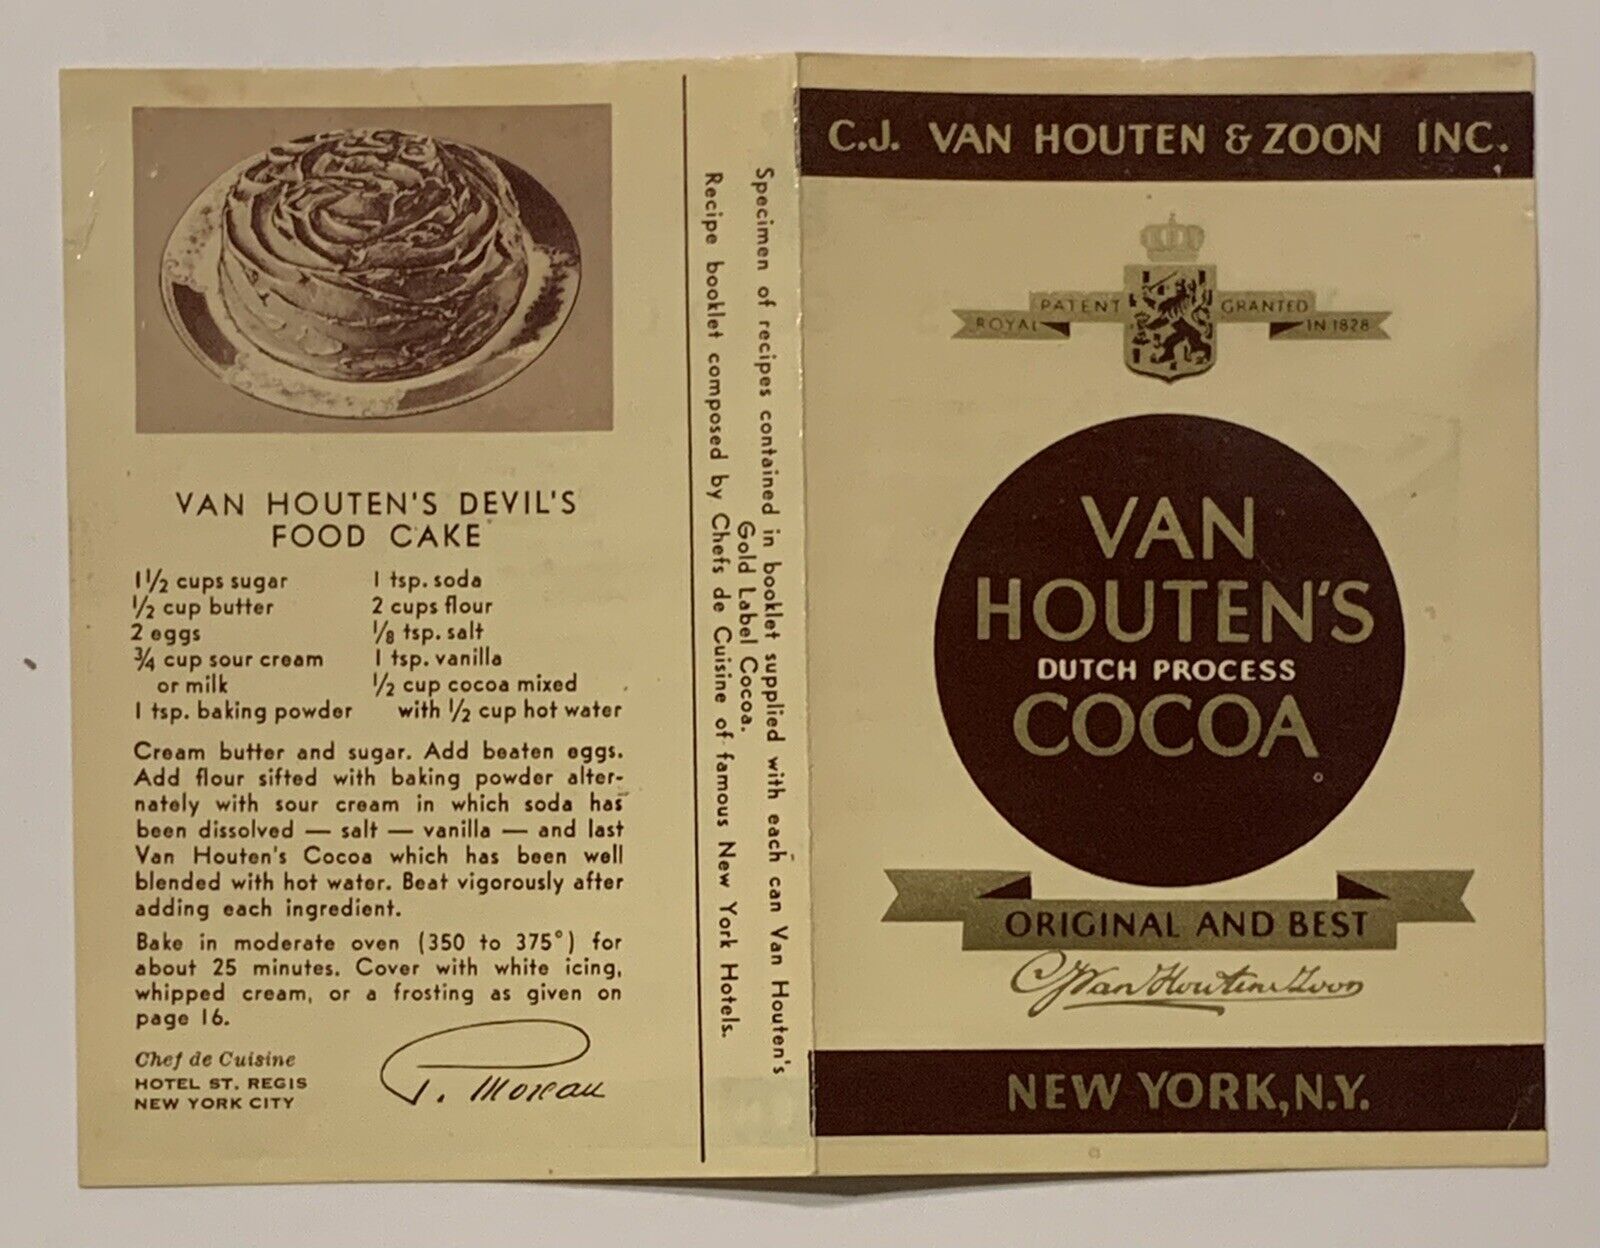 VAN HOUTEN'S DEVIL'S
FOOD CAKE
1 1/2 cups sugar
1/2 cup butter
2 eggs
3/4 cup sour cream
or milk
1 tsp. baking powder
1 tsp. soda
2 cups flour
1/8 tsp. salt
1 tsp. vanilla
1/2 cup cocoa mixed
with 1/2 cup hot water
Cream butter and sugar. Add beaten eggs.
Add flour sifted with baking powder alter-
nately with sour cream in which soda has
been dissolved — salt — vanilla — and last
Van Houten's Cocoa which has been well
blended with hot water. Beat vigorously after
adding each ingredient.
Bake in moderate oven (350 to 375°) for
about 25 minutes. Cover with white icing,
whipped cream, or a frosting as given on
page 16.
Chef de Cuisine
HOTEL ST. REGIS
NEW YORK CITY
P. Moreau
Specimen of recipes contained in booklet supplied with each can Van Houten's
Gold Label Cocoa.
Recipe booklet composed by Chefs de Cuisine of famous New York Hotels.
C.J. VAN HOUTEN & ZOON INC.
ROYAL PATENT GRANTED IN 1828
VAN
HOUTEN'S
DUTCH PROCESS
COCOA
ORIGINAL AND BEST
CJ Van Houten & Zoon
NEW YORK, N.Y.